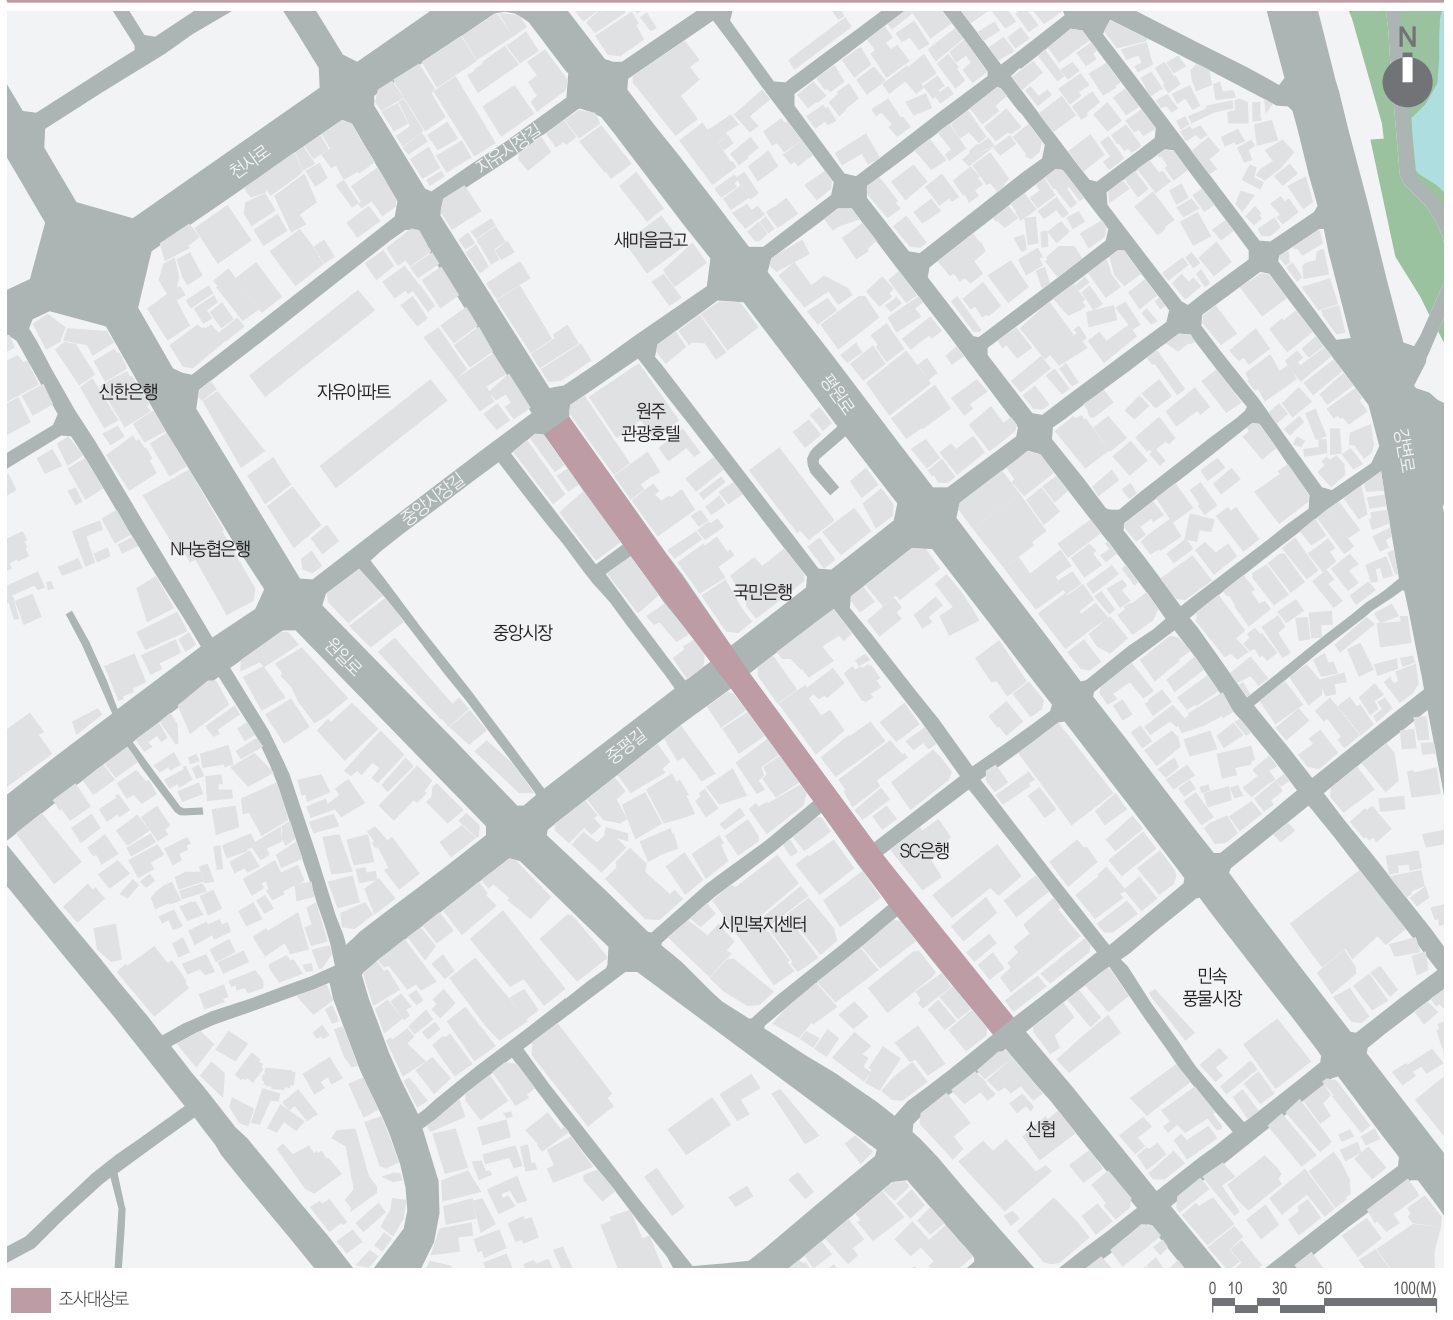 N
천사로
자유시장길
새마을금고
신한은행
자유아파트
원주
관광호텔
평원로
강변로
중앙시장길
NH농협은행
국민은행
중앙시장
원일로
중평길
SC은행
시민복지센터
민속
풍물시장
신협
조사대상로
0 10 30 50 100(M)